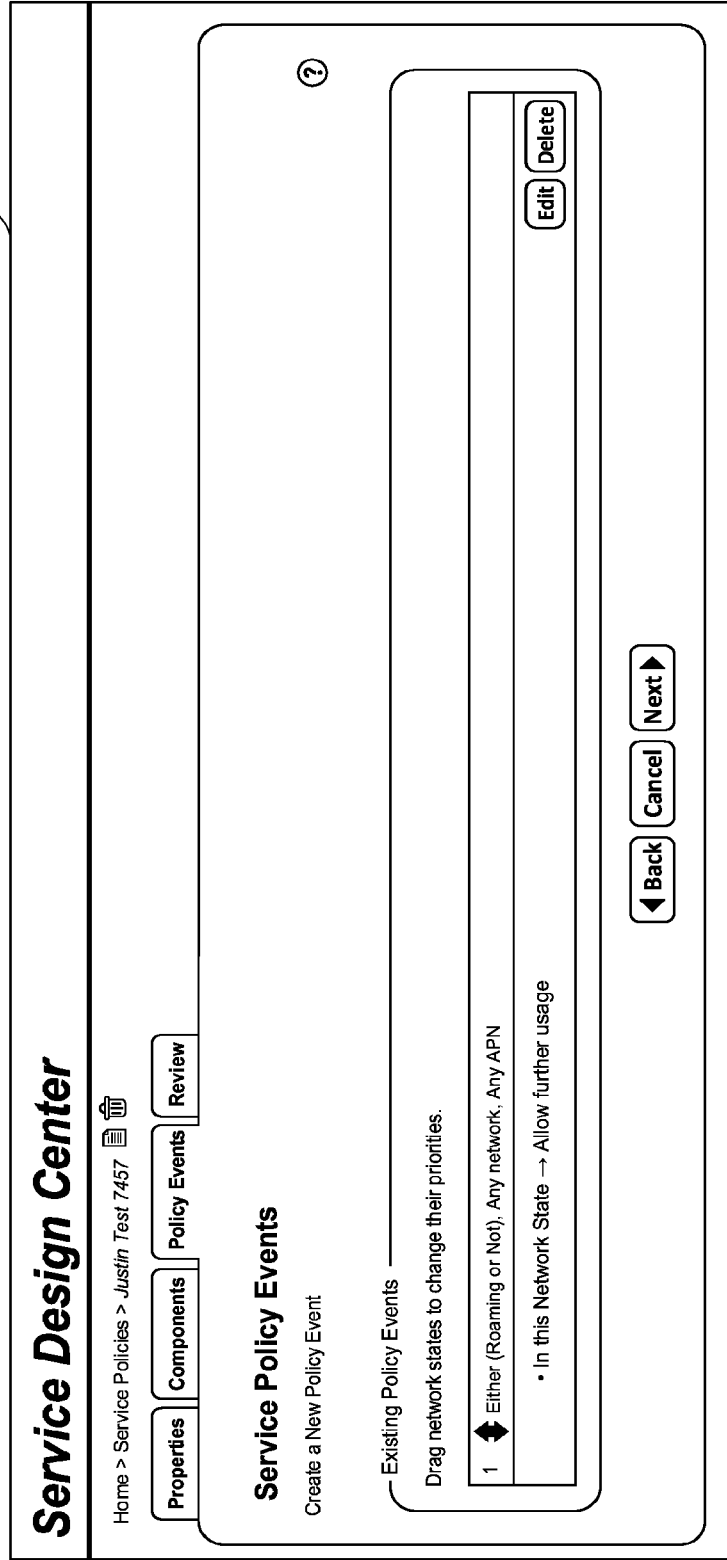 Service Design Center
Home > Service Policies > Justin Test 7457
Properties Components Policy Events Review
Service Policy Events
Create a New Policy Event ?
Existing Policy Events
Drag network states to change their priorities.
1 Either (Roaming or Not), Any network, Any APN
• In this Network State → Allow further usage Edit Delete
Back Cancel Next